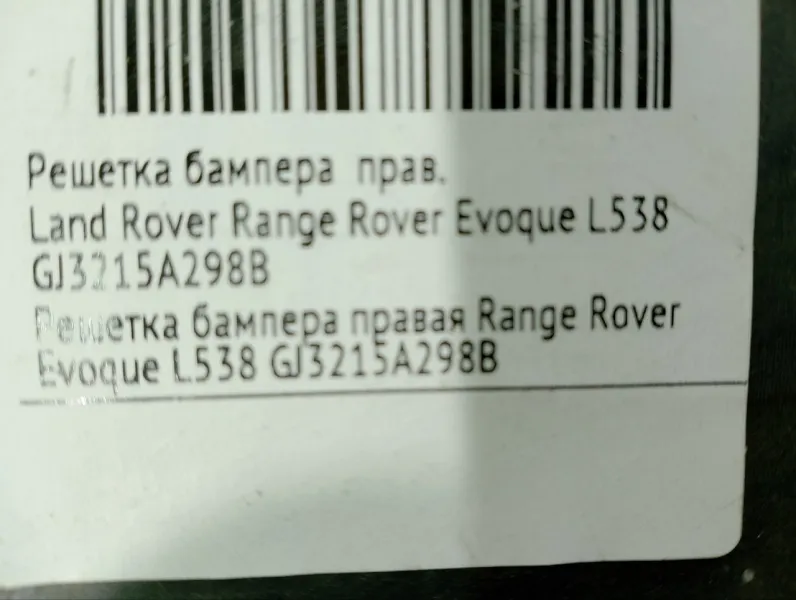 Решетка бампера прав.
Land Rover Range Rover Evoque L538
GJ3215A298B
Решетка бампера правая Range Rover
Evoque L538 GJ3215A298B